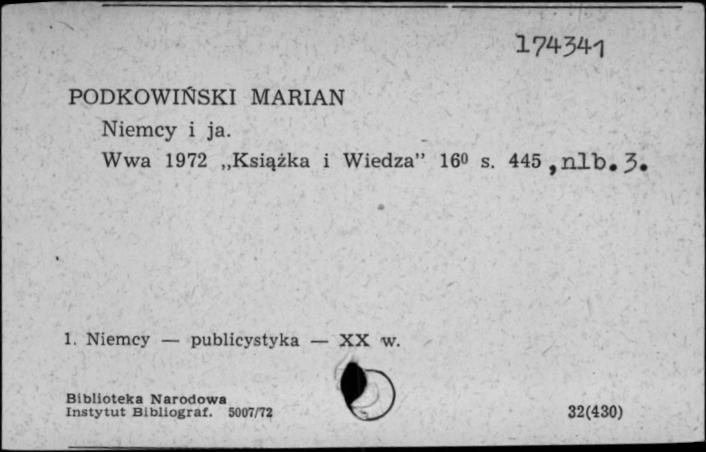 174341
PODKOWIŃSKI MARIAN
Niemcy i ja.
Wwa 1972 „Książka i Wiedza” 16⁰ s. 445, nlb. 3.
1. Niemcy — publicystyka — XX w.
Biblioteka Narodowa
Instytut Bibliograf. 5007/72
32(430)